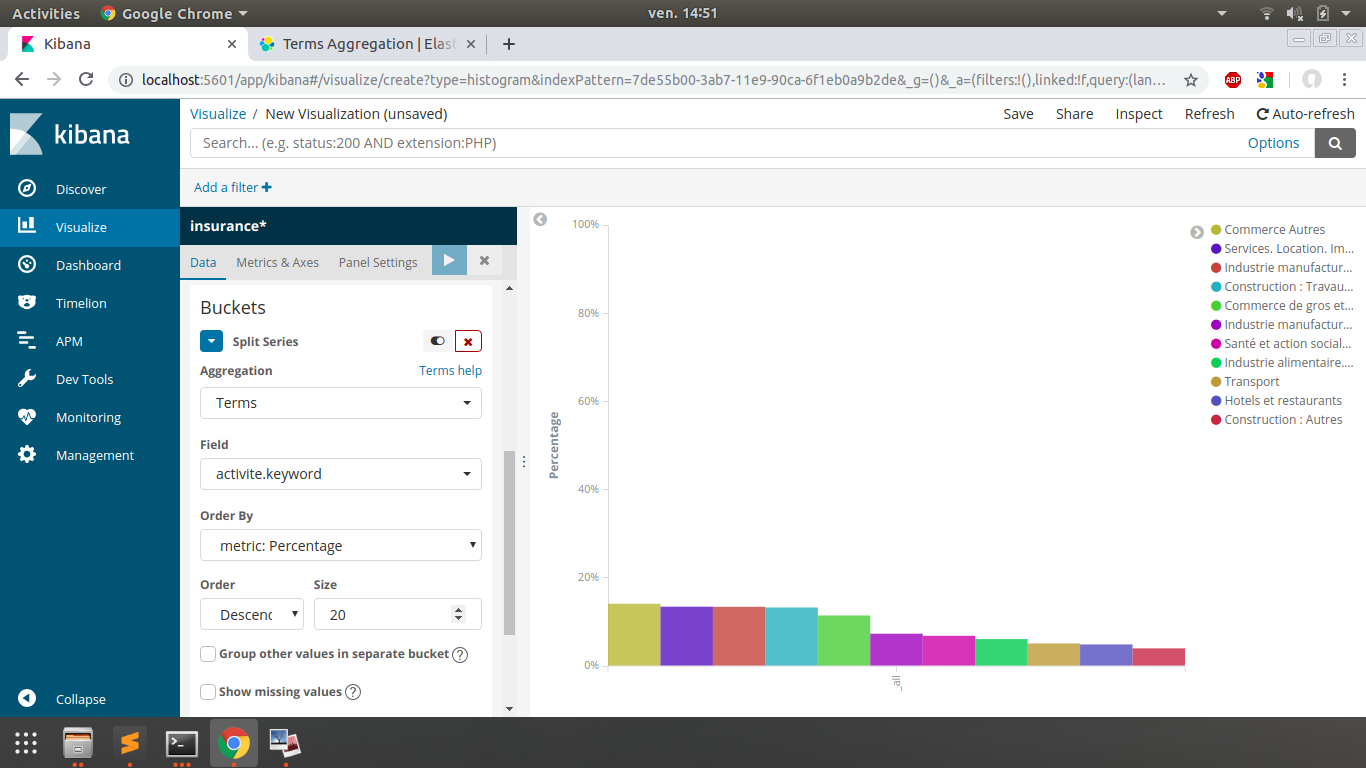 Activities
Google Chrome
ven. 14:51
Kibana
Terms Aggregation | Elast
localhost:5601/app/kibana#/visualize/create?type=histogram&indexPattern=7de55b00-3ab7-11e9-90ca-6f1eb0a9b2de&_g=()&_a=(filters:!(),linked:!f,query:(lan...
ABP
kibana
Visualize / New Visualization (unsaved)
Save Share Inspect Refresh Auto-refresh
Search... (e.g. status:200 AND extension:PHP)
Options
Discover
Add a filter
Visualize
insurance*
Dashboard
Timelion
APM
Dev Tools
Monitoring
Management
Collapse
Data Metrics & Axes Panel Settings
Buckets
Split Series
Aggregation Terms help
Terms
Field
activite.keyword
Order By
metric: Percentage
Order Size
Descenc 20
Group other values in separate bucket
Show missing values
100%
80%
60%
40%
20%
0%
Percentage
_all
Commerce Autres
Services. Location. Im...
Industrie manufactur...
Construction : Travau...
Commerce de gros et...
Industrie manufactur...
Santé et action social...
Industrie alimentaire....
Transport
Hotels et restaurants
Construction : Autres